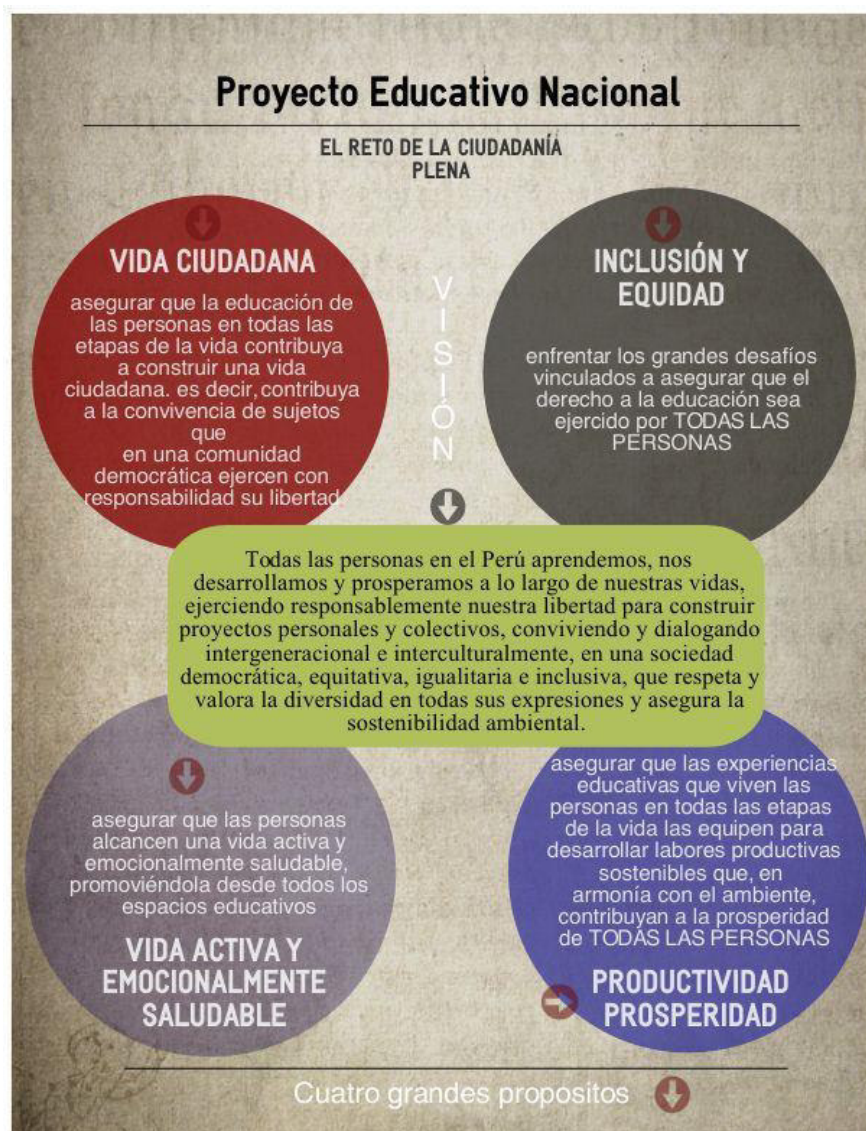 Proyecto Educativo Nacional
EL RETO DE LA CIUDADANÍA
PLENA
VIDA CIUDADANA
asegurar que la educación de
las personas en todas las
etapas de la vida contribuya
a construir una vida
ciudadana. es decir, contribuya
a la convivencia de sujetos
que
en una comunidad
democrática ejercen con
responsabilidad su libertad.
VISIÓN
INCLUSIÓN Y
EQUIDAD
enfrentar los grandes desafíos
vinculados a asegurar que el
derecho a la educación sea
ejercido por TODAS LAS
PERSONAS
Todas las personas en el Perú aprendemos, nos
desarrollamos y prosperamos a lo largo de nuestras vidas,
ejerciendo responsablemente nuestra libertad para construir
proyectos personales y colectivos, conviviendo y dialogando
intergeneracional e interculturalmente, en una sociedad
democrática, equitativa, igualitaria e inclusiva, que respeta y
valora la diversidad en todas sus expresiones y asegura la
sostenibilidad ambiental.
asegurar que las personas
alcancen una vida activa y
emocionalmente saludable,
promoviéndola desde todos los
espacios educativos
VIDA ACTIVA Y
EMOCIONALMENTE
SALUDABLE
asegurar que las experiencias
educativas que viven las
personas en todas las etapas
de la vida las equipen para
desarrollar labores productivas
sostenibles que, en
armonía con el ambiente,
contribuyan a la prosperidad
de TODAS LAS PERSONAS
PRODUCTIVIDAD
PROSPERIDAD
Cuatro grandes propositos